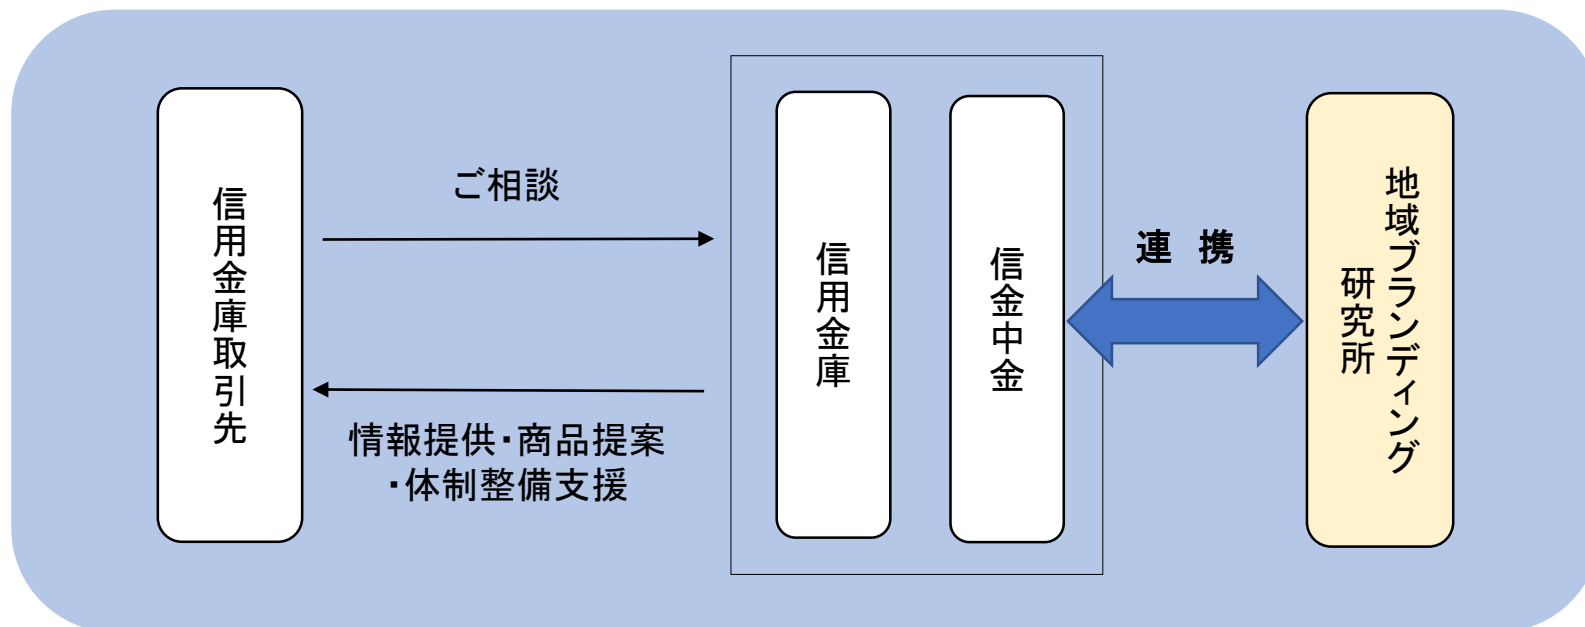 信用金庫取引先
ご相談
情報提供・商品提案
・体制整備支援
信用金庫
信金中金
連　携
地域ブランディング
研究所